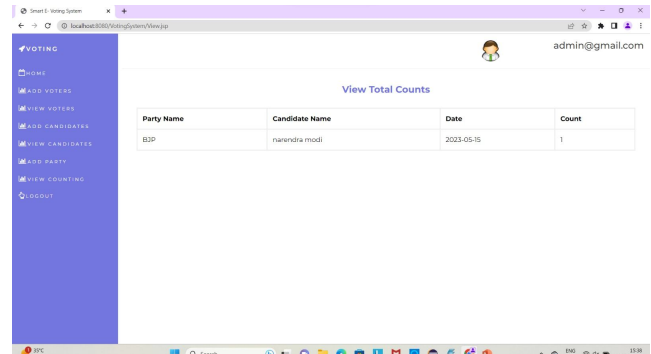 Smart E- Voting System
localhost:8080/VotingSystem/View.jsp
VOTING
admin@gmail.com
HOME
ADD VOTERS
VIEW VOTERS
ADD CANDIDATES
VIEW CANDIDATES
ADD PARTY
VIEW COUNTING
LOGOUT
View Total Counts
Party Name Candidate Name Date Count
BJP narendra modi 2023-05-15 1
33°C
Search
ENG
15:38